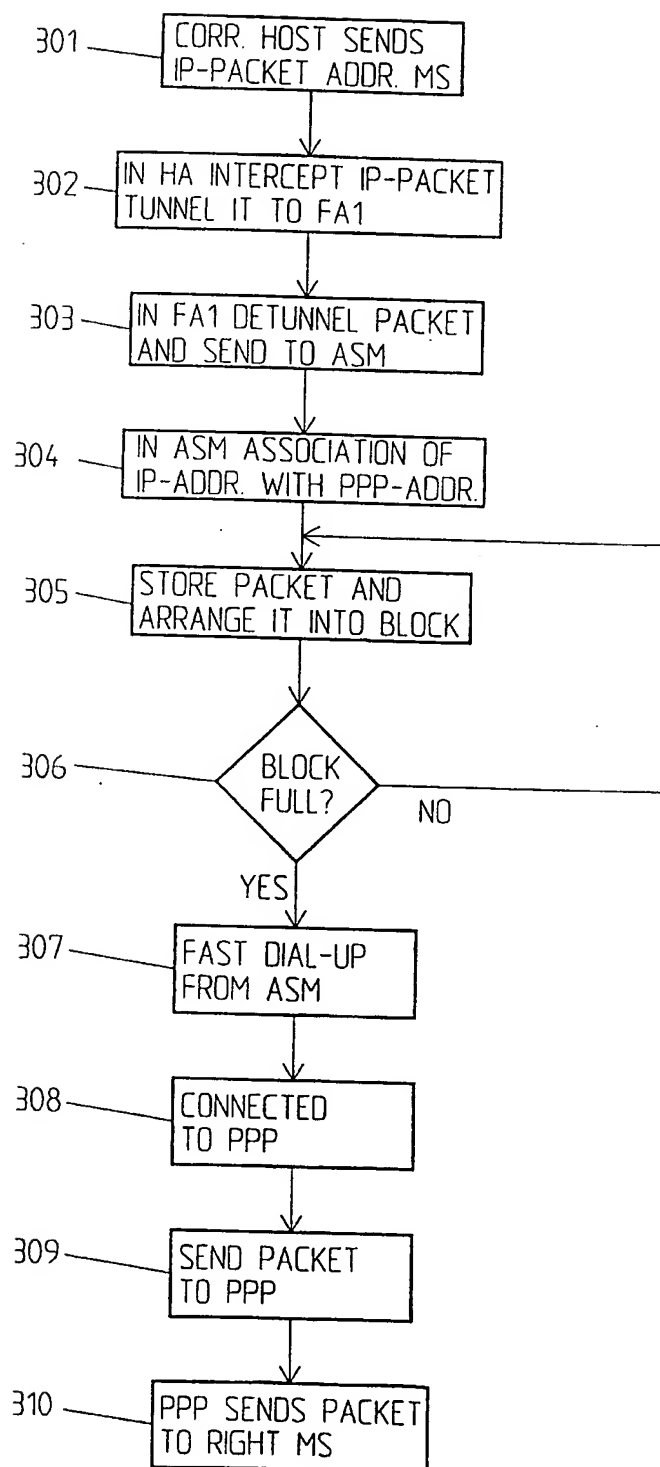 301
CORR. HOST SENDS
IP-PACKET ADDR. MS
302
IN HA INTERCEPT IP-PACKET
TUNNEL IT TO FA1
303
IN FA1 DETUNNEL PACKET
AND SEND TO ASM
304
IN ASM ASSOCIATION OF
IP-ADDR. WITH PPP-ADDR.
305
STORE PACKET AND
ARRANGE IT INTO BLOCK
306
BLOCK
FULL?
NO
YES
307
FAST DIAL-UP
FROM ASM
308
CONNECTED
TO PPP
309
SEND PACKET
TO PPP
310
PPP SENDS PACKET
TO RIGHT MS